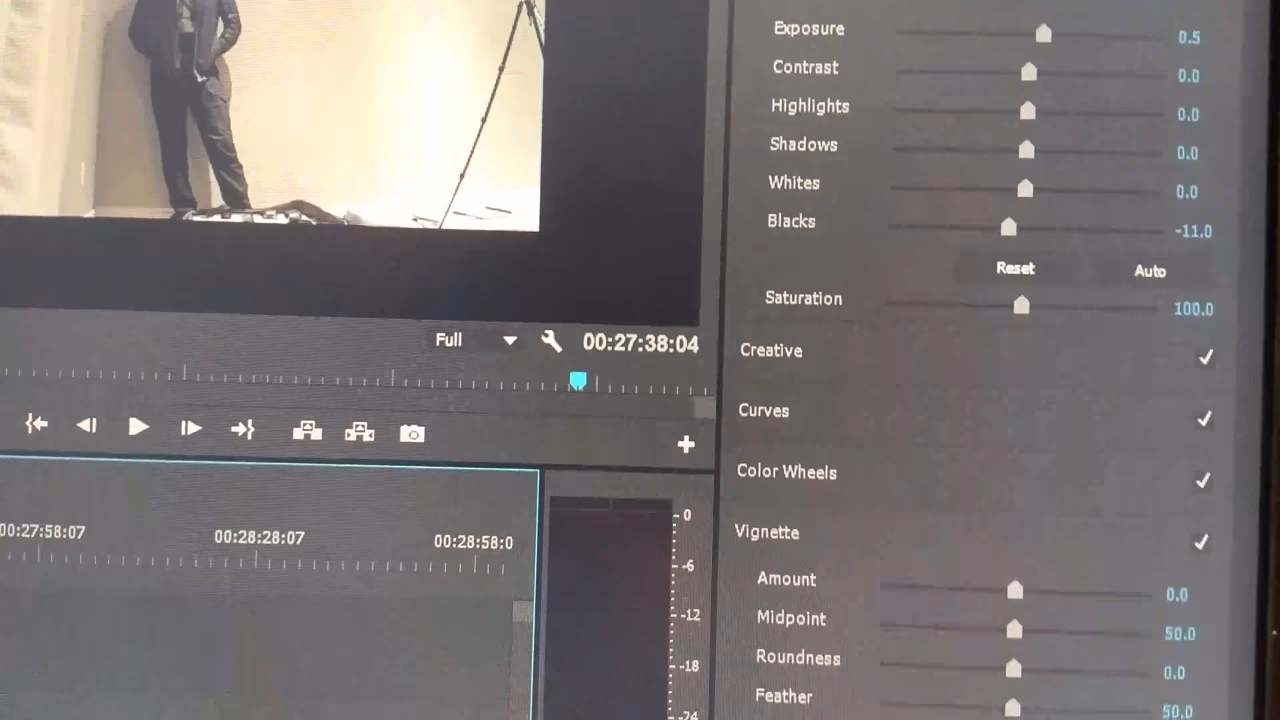 Exposure 0.5
Contrast 0.0
Highlights 0.0
Shadows 0.0
Whites 0.0
Blacks -11.0
Reset Auto
Saturation 100.0
Full 00:27:38:04
Creative
Curves
Color Wheels
Vignette
00:27:58:07 00:28:28:07 00:28:58:0
0
-6
-12
-18
-24
Amount 0.0
Midpoint 50.0
Roundness 0.0
Feather 50.0